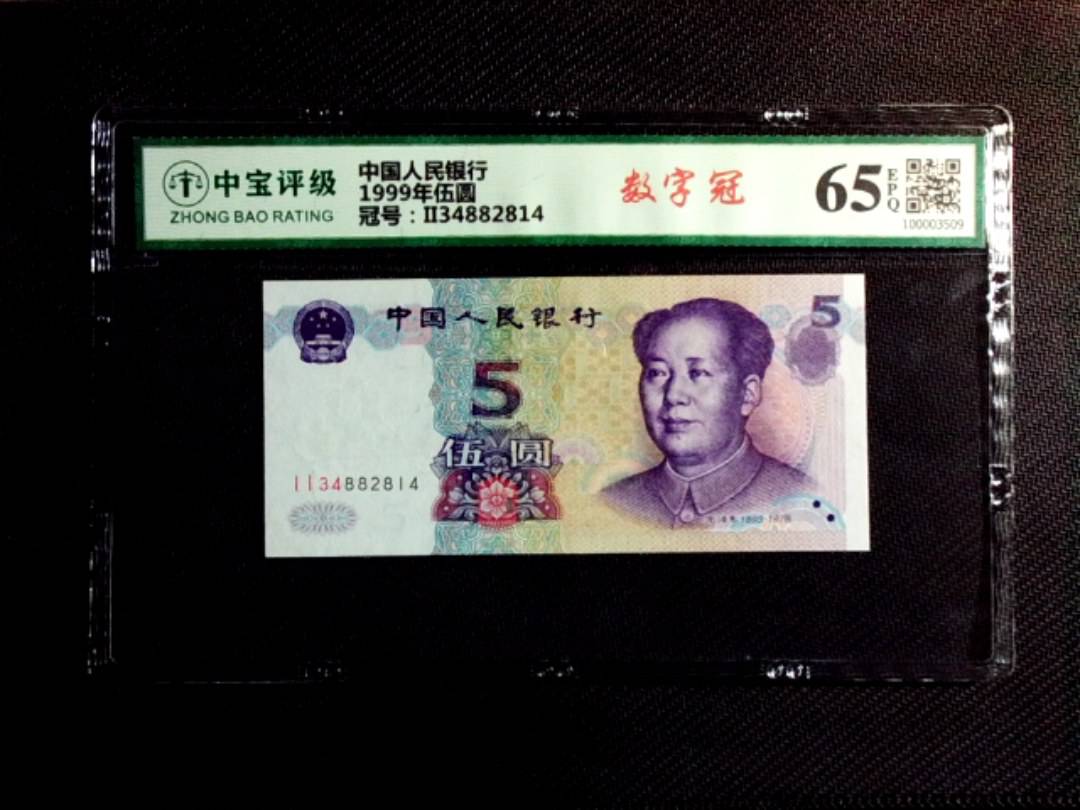 中宝评级
ZHONG BAO RATING
中国人民银行
1999年伍圆
冠号：II34882814
数字冠
65
EPQ
100003509
中国人民银行
5
5
伍圆
II34882814